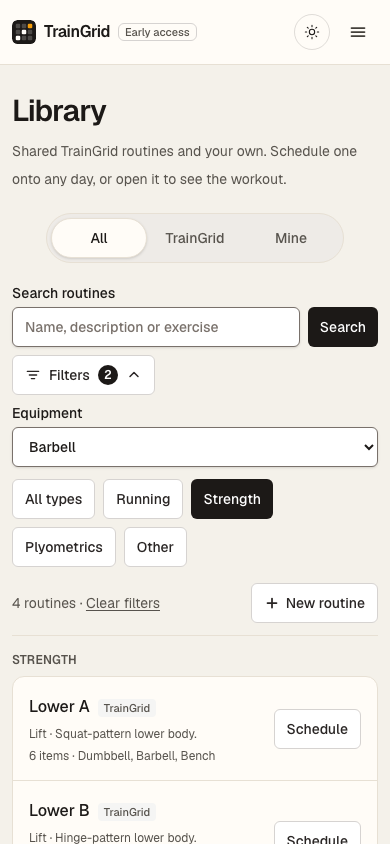 TrainGrid Early access
Library
Shared TrainGrid routines and your own. Schedule one
onto any day, or open it to see the workout.
All TrainGrid Mine
Search routines
Name, description or exercise Search
Filters 2
Equipment
Barbell
All types Running Strength
Plyometrics Other
4 routines · Clear filters New routine
STRENGTH
Lower A TrainGrid
Lift · Squat-pattern lower body.
Schedule
6 items · Dumbbell, Barbell, Bench
Lower B TrainGrid
Lift · Hinge-pattern lower body.
Schedule